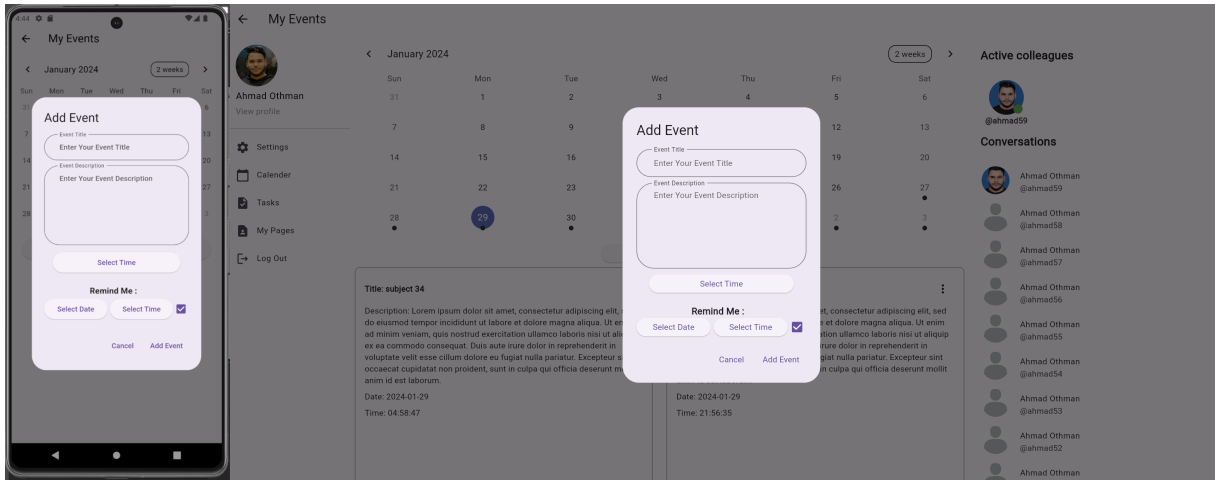 4:44
My Events
January 2024
2 weeks
Sun Mon Tue Wed Thu Fri Sat
31 6
7 13
14 20
21 27
28 3
Add Event
Event Title
Enter Your Event Title
Event Description
Enter Your Event Description
Select Time
Remind Me :
Select Date Select Time
Cancel Add Event
My Events
Ahmad Othman
View profile
Settings
Calender
Tasks
My Pages
Log Out
January 2024
2 weeks
Sun Mon Tue Wed Thu Fri Sat
31 1 2 3 4 5 6
7 8 9 12 13
14 15 16 19 20
21 22 23 26 27
28 29 30 2 3
Add Event
Event Title
Enter Your Event Title
Event Description
Enter Your Event Description
Select Time
Remind Me :
Select Date Select Time
Cancel Add Event
Title: subject 34
Description: Lorem ipsum dolor sit amet, consectetur adipiscing elit,
do eiusmod tempor incididunt ut labore et dolore magna aliqua. Ut en
ad minim veniam, quis nostrud exercitation ullamco laboris nisi ut ali
ex ea commodo consequat. Duis aute irure dolor in reprehenderit in
voluptate velit esse cillum dolore eu fugiat nulla pariatur. Excepteur s
occaecat cupidatat non proident, sunt in culpa qui officia deserunt m
anim id est laborum.
Date: 2024-01-29
Time: 04:58:47
et, consectetur adipiscing elit, sed
e et dolore magna aliqua. Ut enim
ation ullamco laboris nisi ut aliquip
irure dolor in reprehenderit in
giat nulla pariatur. Excepteur sint
n culpa qui officia deserunt mollit
Date: 2024-01-29
Time: 21:56:35
Active colleagues
@ahmad59
Conversations
Ahmad Othman
@ahmad59
Ahmad Othman
@ahmad58
Ahmad Othman
@ahmad57
Ahmad Othman
@ahmad56
Ahmad Othman
@ahmad55
Ahmad Othman
@ahmad54
Ahmad Othman
@ahmad53
Ahmad Othman
@ahmad52
Ahmad Othman